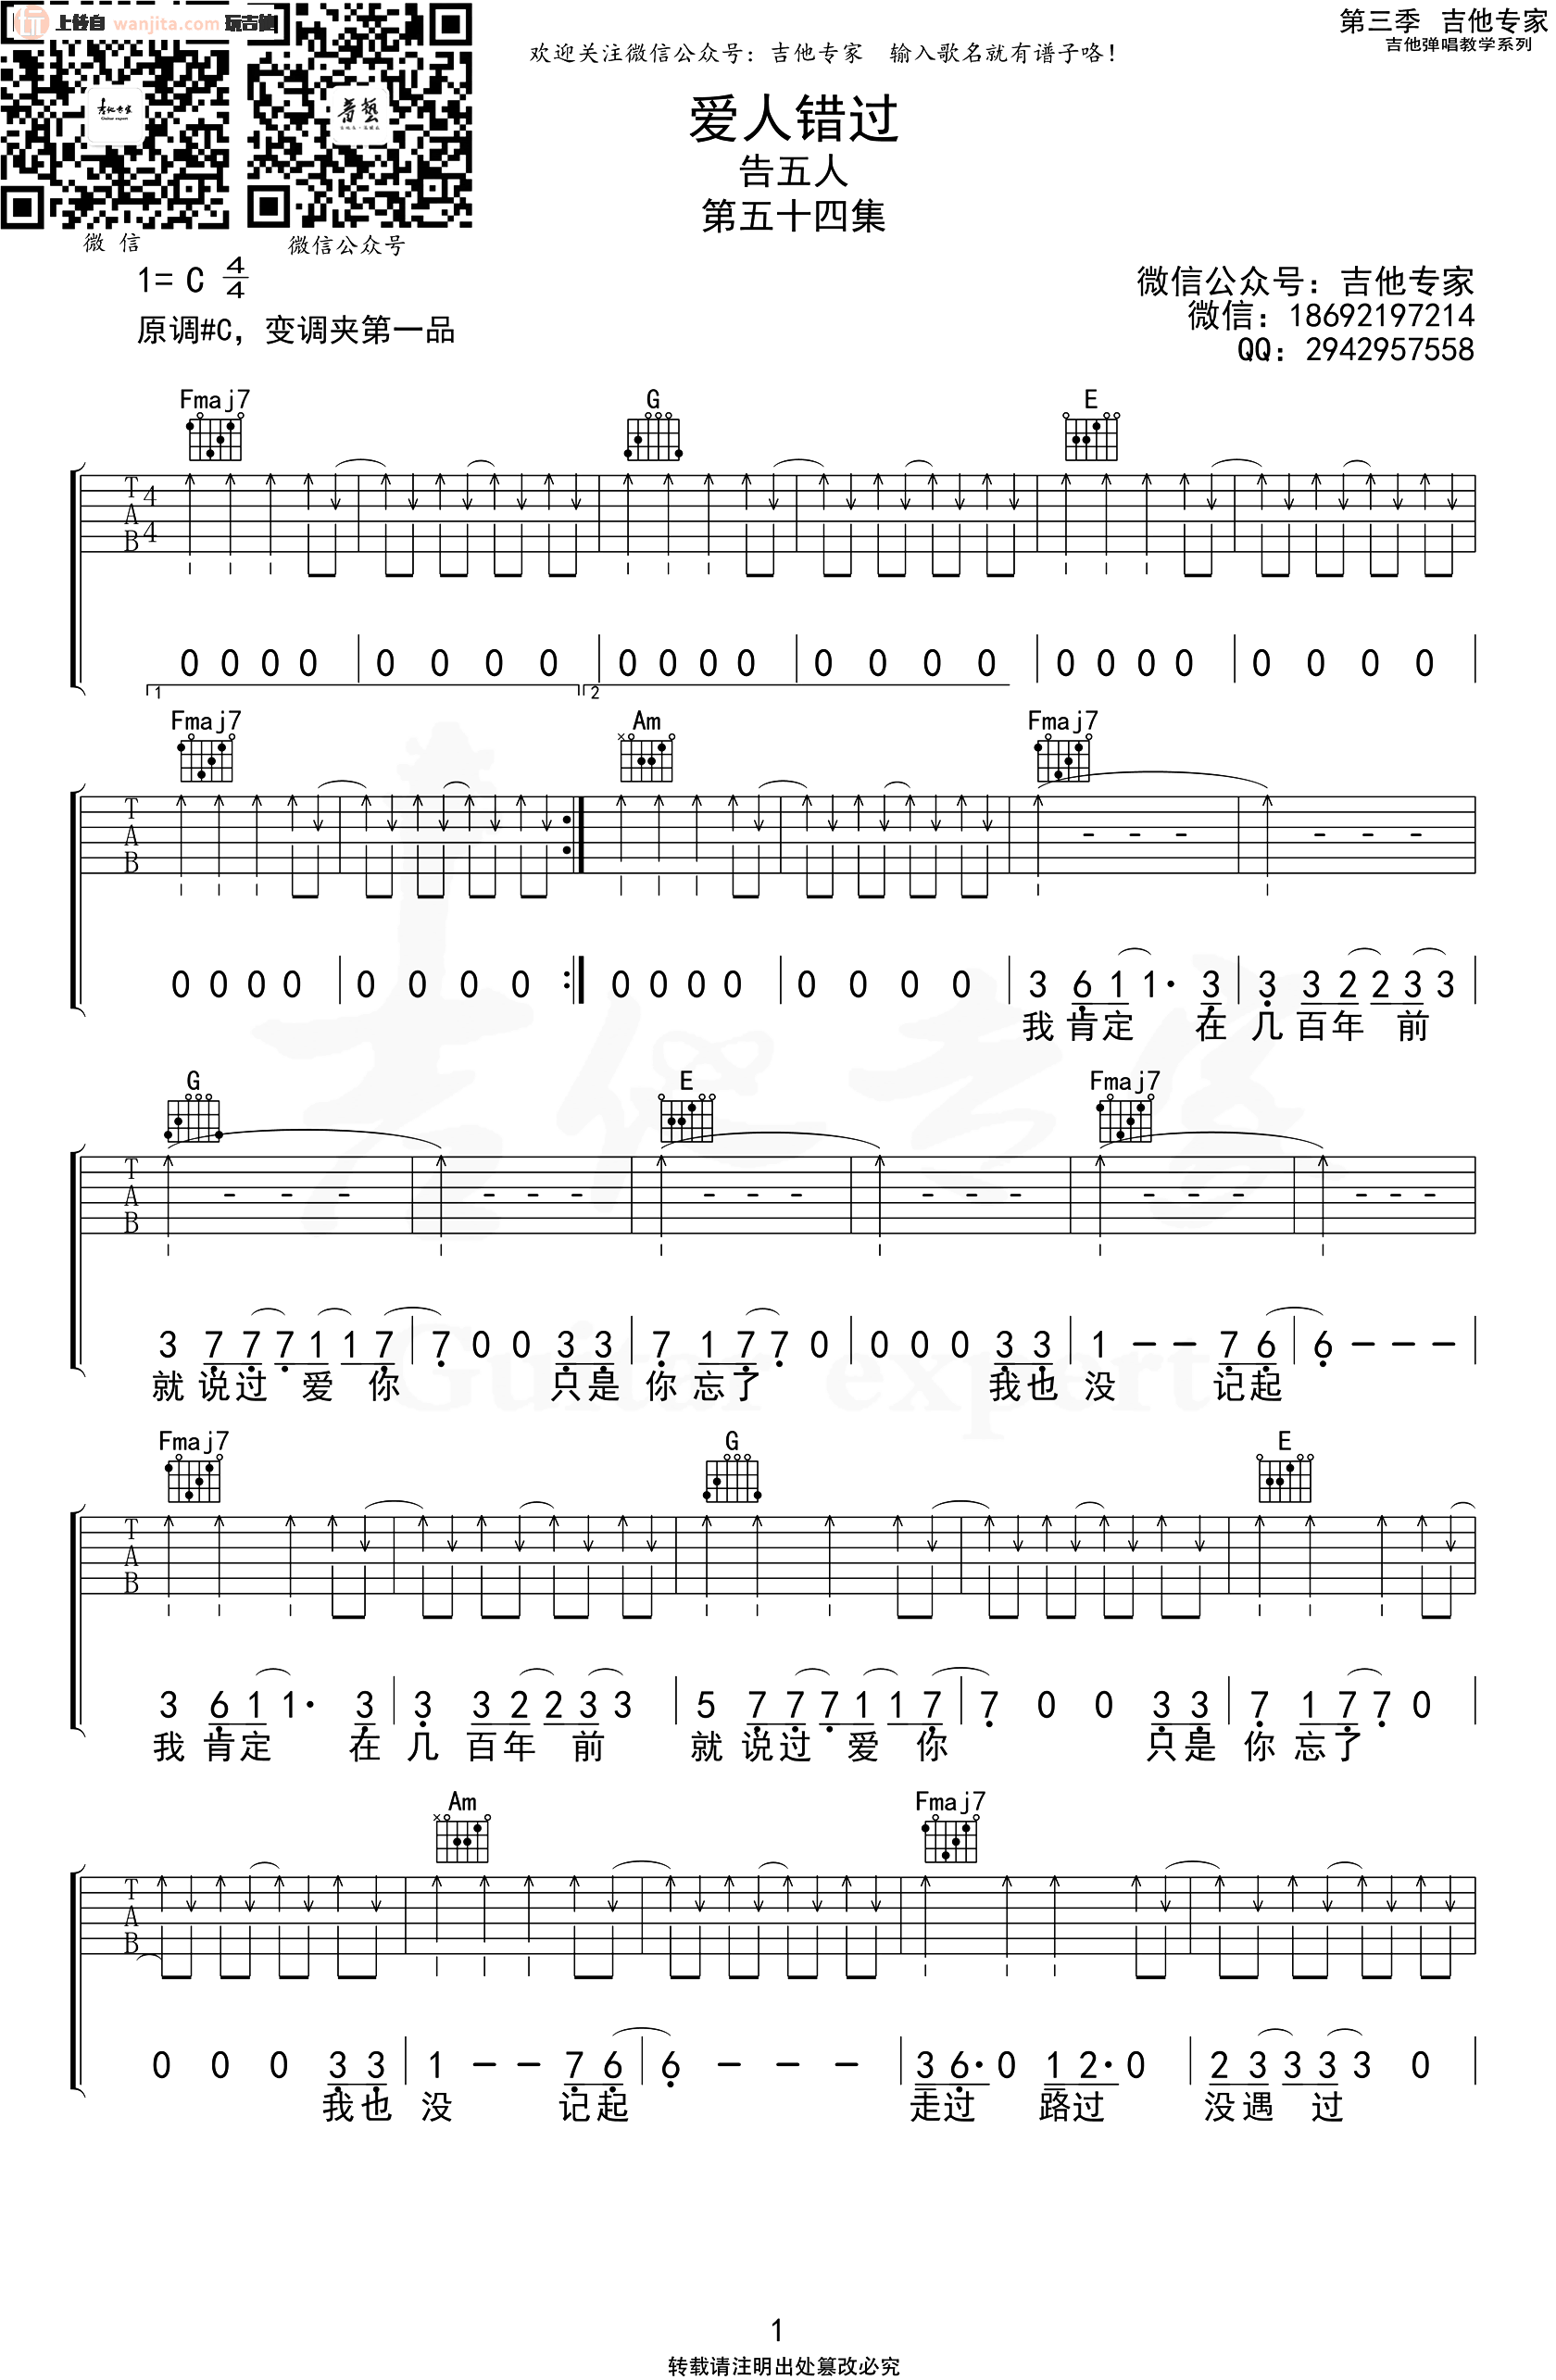 上传自 wanjita.com 玩吉他
第三季 吉他专家
吉他弹唱教学系列
欢迎关注微信公众号：吉他专家 输入歌名就有谱子咯！
吉他专家
Guitar expert
音艺
爱人错过
告五人
第五十四集
微 信
微信公众号
1= C 4/4
原调#C，变调夹第一品
微信公众号：吉他专家
微信：18692197214
QQ：2942957558
Fmaj7 G E
T A B 4 4
0 0 0 0 | 0 0 0 0 | 0 0 0 0 | 0 0 0 0 | 0 0 0 0 | 0 0 0 0 |
1 2
Fmaj7 Am Fmaj7
T A B
0 0 0 0 | 0 0 0 0 :| 0 0 0 0 | 0 0 0 0 | 3 6 1 1· 3 | 3 3 2 2 3 3 |
我 肯定 在 几 百年 前
G E Fmaj7
T A B
3 7 7 7 1 1 7 | 7 0 0 3 3 | 7 1 7 7 0 | 0 0 0 3 3 | 1 - - 7 6 | 6 - - - |
就 说过 爱 你 只是 你 忘了 我也 没 记起
吉他专家
Guitar expert
Fmaj7 G E
T A B
3 6 1 1· 3 | 3 3 2 2 3 3 | 5 7 7 7 1 1 7 | 7 0 0 3 3 | 7 1 7 7 0 |
我 肯定 在 几 百年 前 就 说过 爱 你 只是 你 忘了
Am Fmaj7
T A B
0 0 0 3 3 | 1 - - 7 6 | 6 - - - | 3 6· 0 1 2· 0 | 2 3 3 3 3 0 |
我也 没 记起 走过 路过 没遇 过
1
转载请注明出处篡改必究